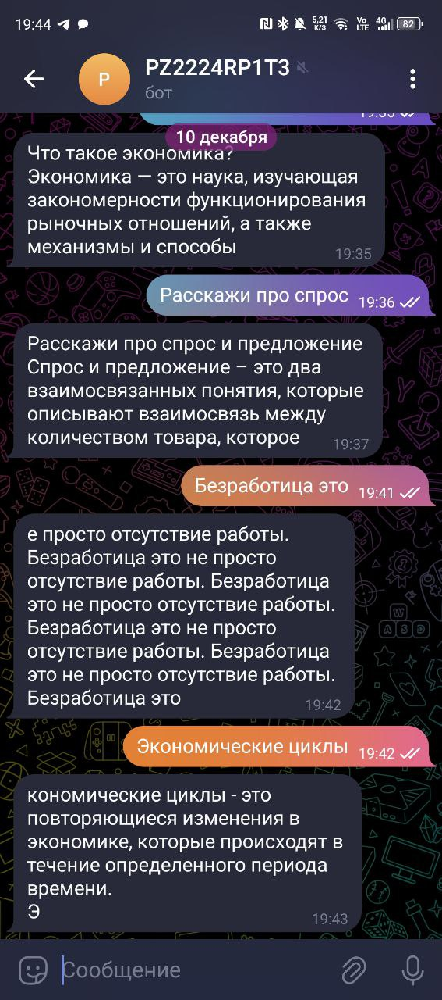 19:44
5,21 K/S
Vo LTE
4G
82
P
PZ2224RP1T3
бот
10 декабря
Что такое экономика?
Экономика — это наука, изучающая
закономерности функционирования
рыночных отношений, а также
механизмы и способы
19:35
Расскажи про спрос
19:36
Расскажи про спрос и предложение
Спрос и предложение – это два
взаимосвязанных понятия, которые
описывают взаимосвязь между
количеством товара, которое
19:37
Безработица это
19:41
е просто отсутствие работы.
Безработица это не просто
отсутствие работы. Безработица
это не просто отсутствие работы.
Безработица это не просто
отсутствие работы. Безработица
это не просто отсутствие работы.
Безработица это
19:42
Экономические циклы
19:42
кономические циклы - это
повторяющиеся изменения в
экономике, которые происходят в
течение определенного периода
времени.
Э
19:43
Сообщение